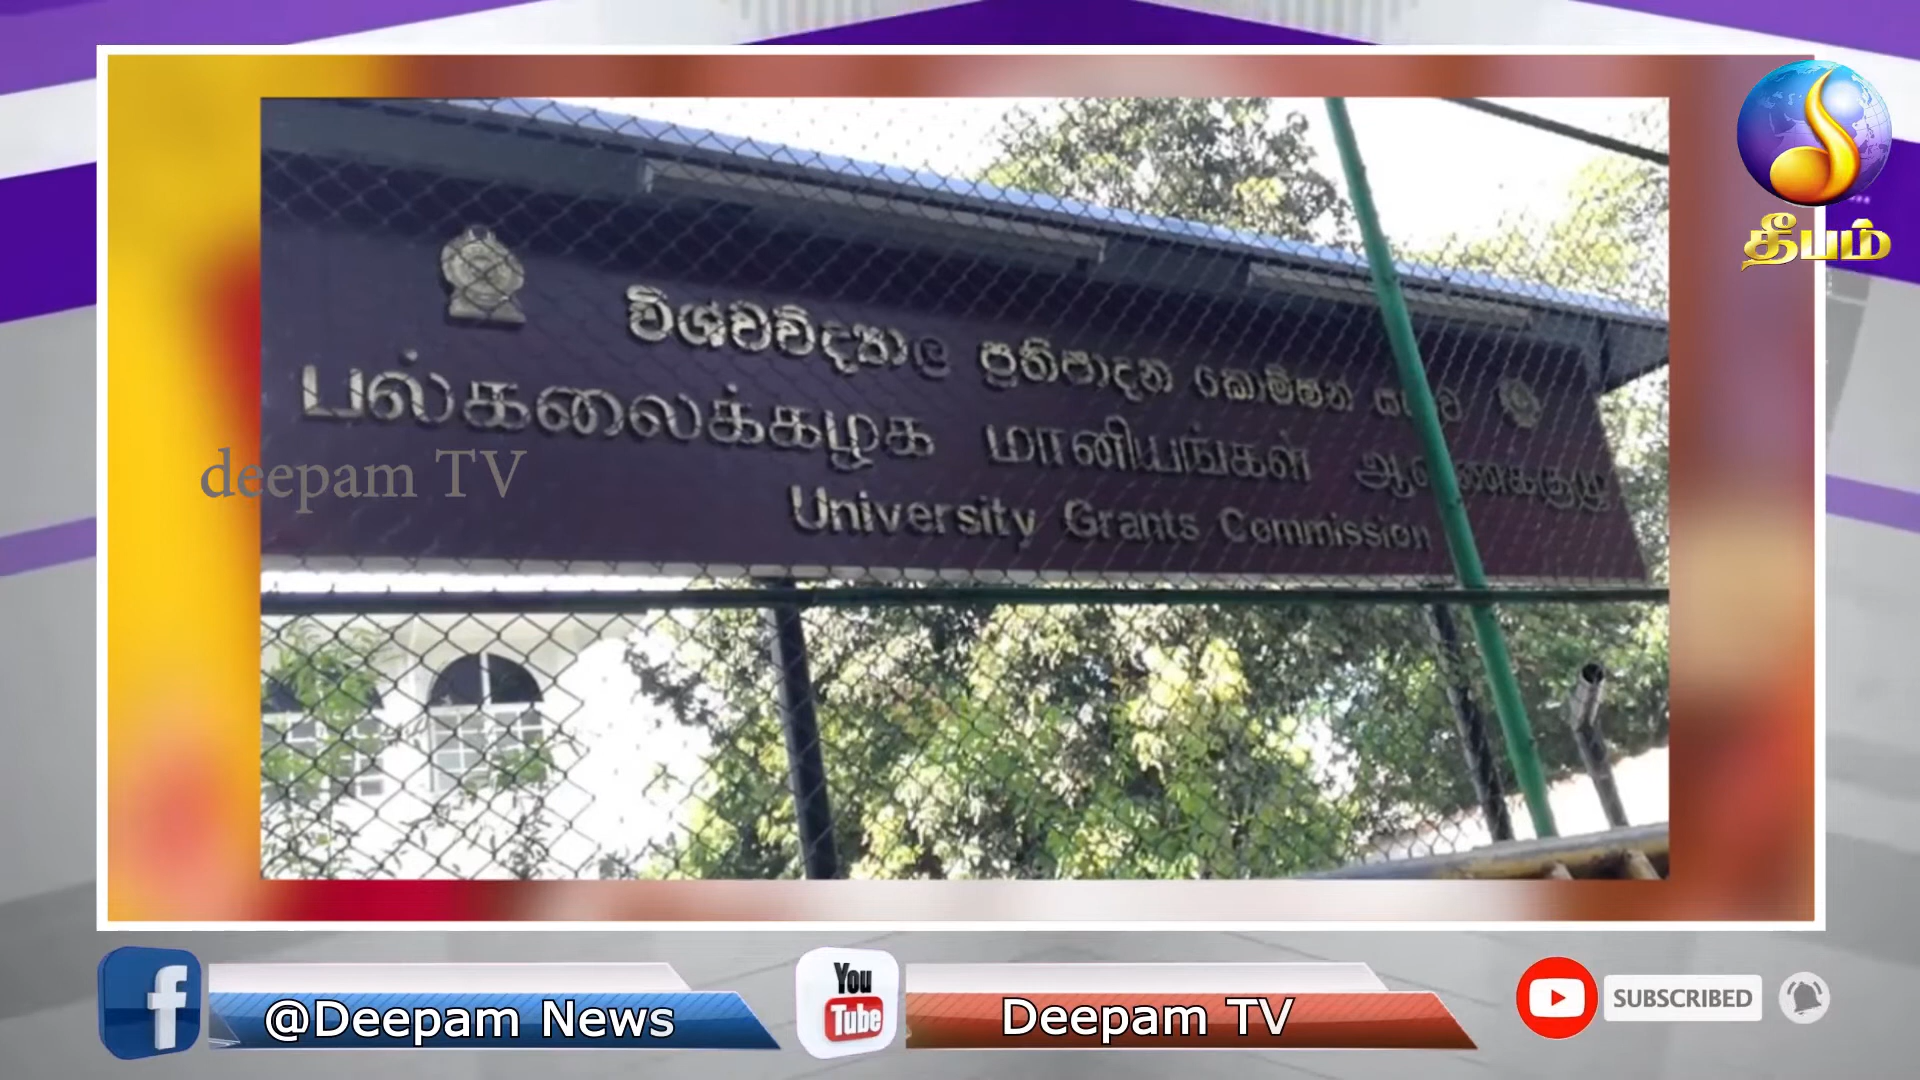 தீபம்
විශ්වවිද්‍යාල ප්‍රතිපාදන කොමිෂන් සභාව
பல்கலைக்கழக மானியங்கள் ஆணைக்குழு
University Grants Commission
deepam TV
@Deepam News
You
Tube
Deepam TV
SUBSCRIBED